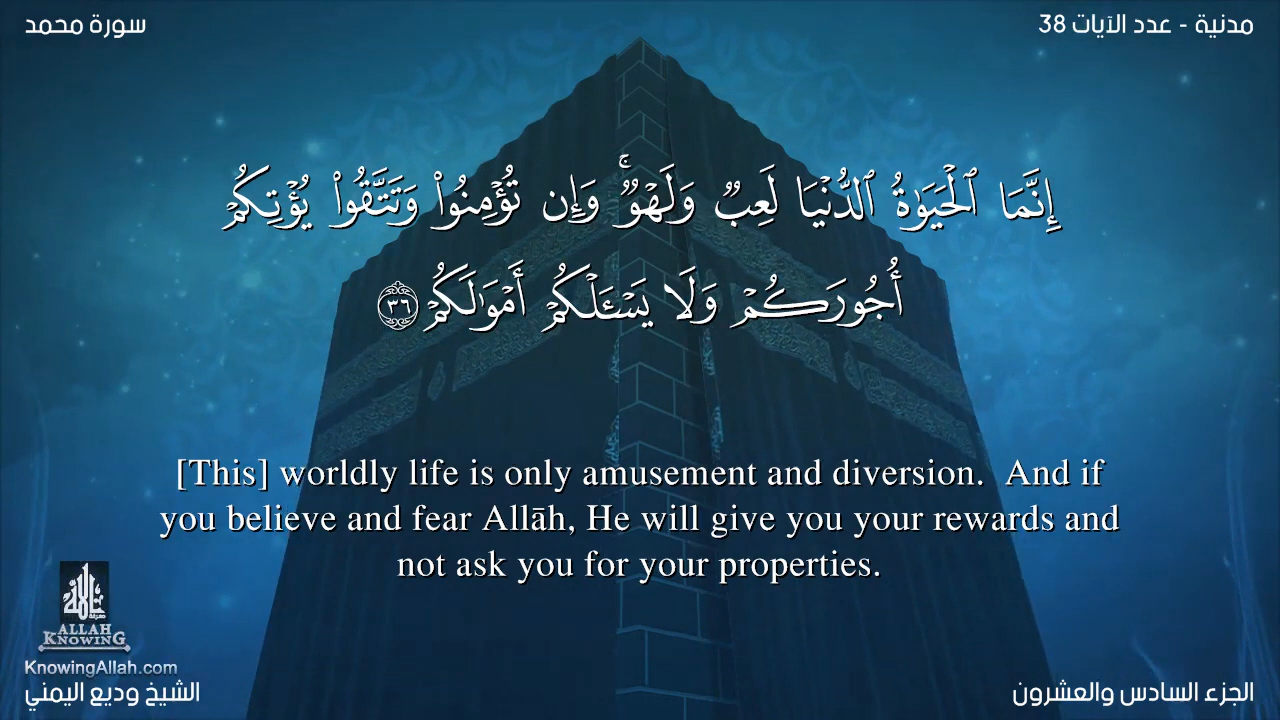 مدنية - عدد الآيات 38
سورة محمد
إِنَّمَا ٱلْحَيَوٰةُ ٱلدُّنْيَا لَعِبٌ وَلَهْوٌ ۚ وَإِن تُؤْمِنُوا۟ وَتَتَّقُوا۟ يُؤْتِكُمْ
أُجُورَكُمْ وَلَا يَسْـَٔلْكُمْ أَمْوَٰلَكُمْ ٣٦
[This] worldly life is only amusement and diversion. And if
you believe and fear Allāh, He will give you your rewards and
not ask you for your properties.
ALLAH
KNOWING
KnowingAllah.com
الشيخ وديع اليمني
الجزء السادس والعشرون